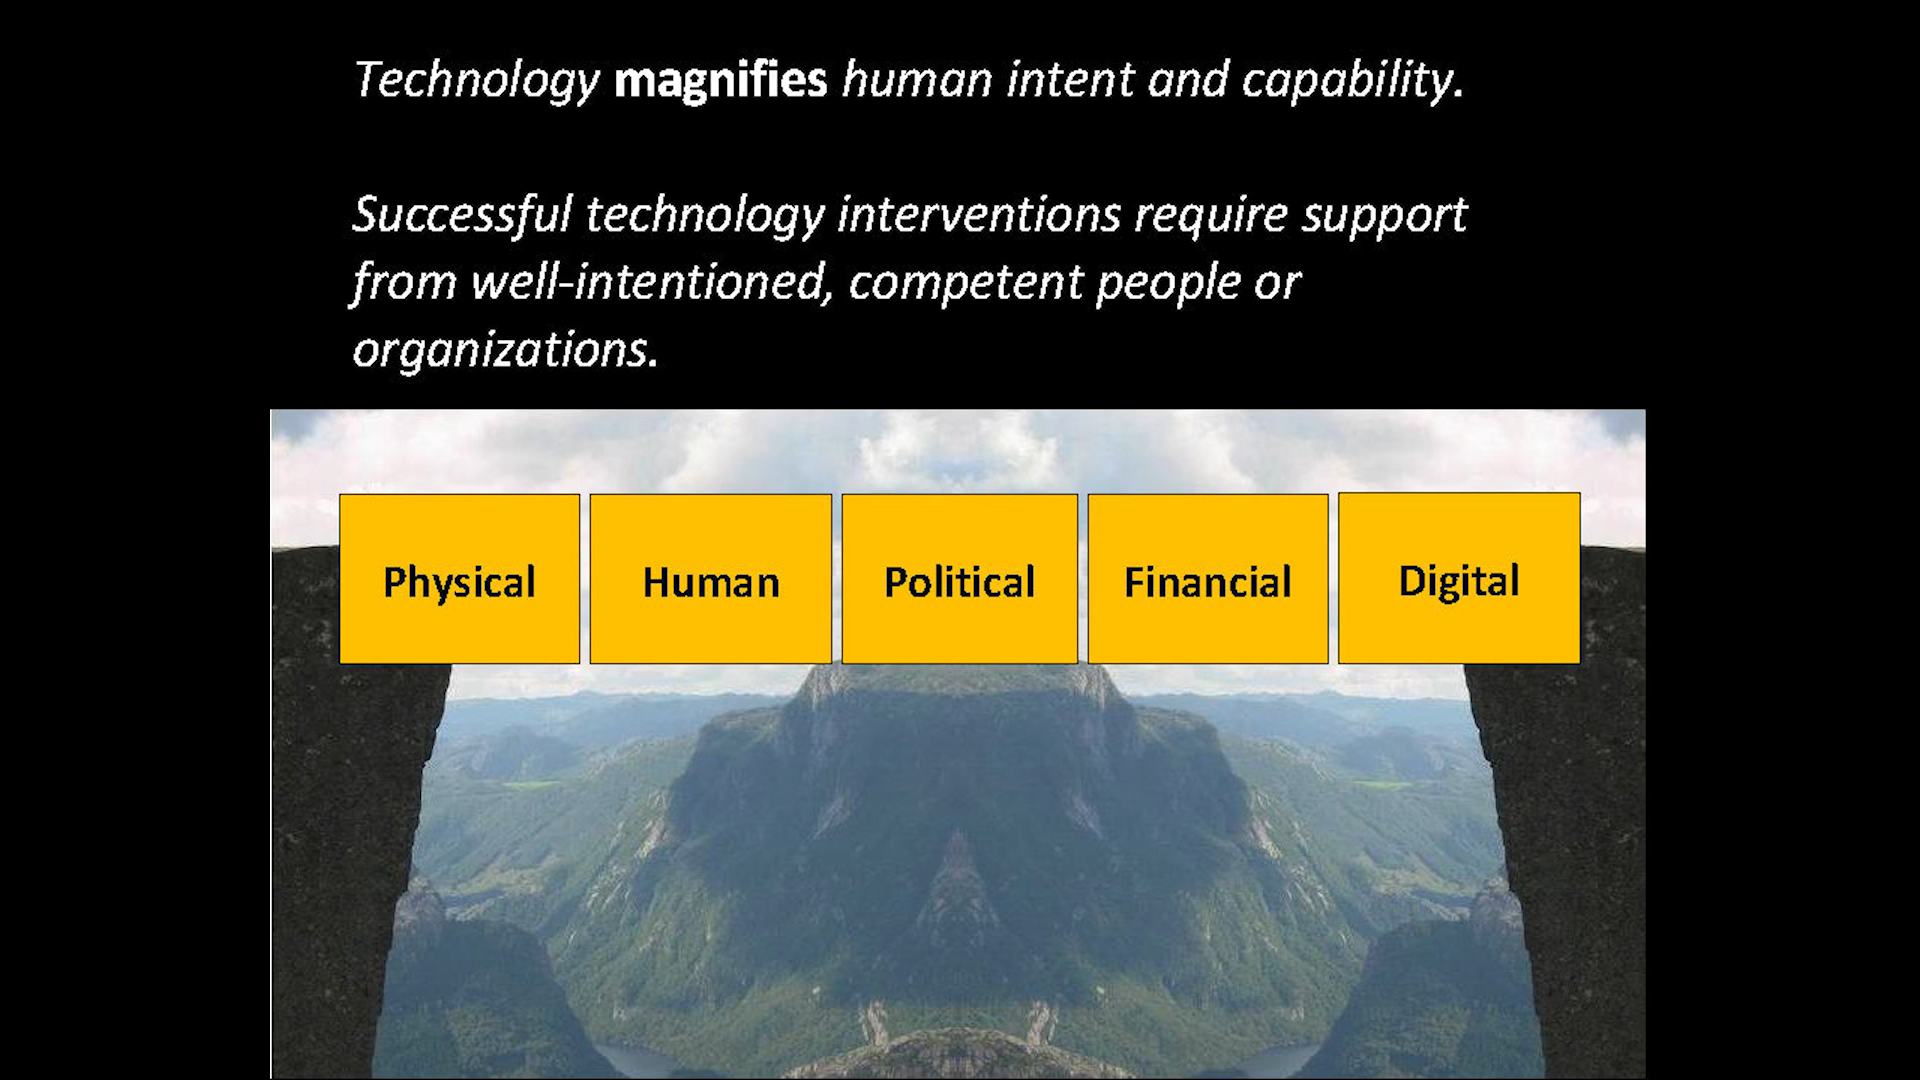 Technology magnifies human intent and capability.
Successful technology interventions require support
from well-intentioned, competent people or
organizations.
Physical Human Political Financial Digital